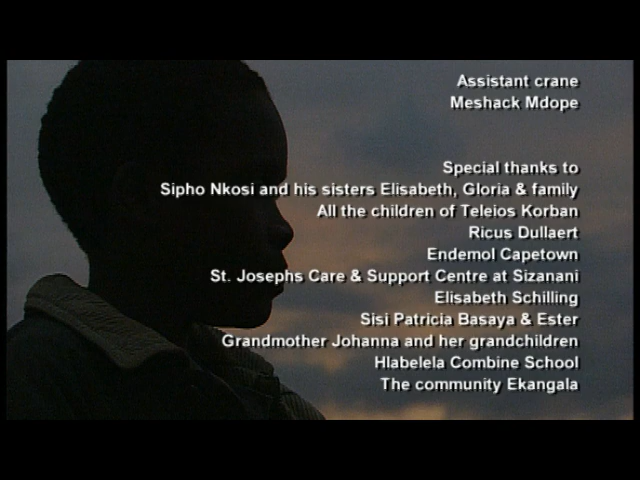 Assistant crane
Meshack Mdope
Special thanks to
Sipho Nkosi and his sisters Elisabeth, Gloria & family
All the children of Teleios Korban
Ricus Dullaert
Endemol Capetown
St. Josephs Care & Support Centre at Sizanani
Elisabeth Schilling
Sisi Patricia Basaya & Ester
Grandmother Johanna and her grandchildren
Hlabelela Combine School
The community Ekangala